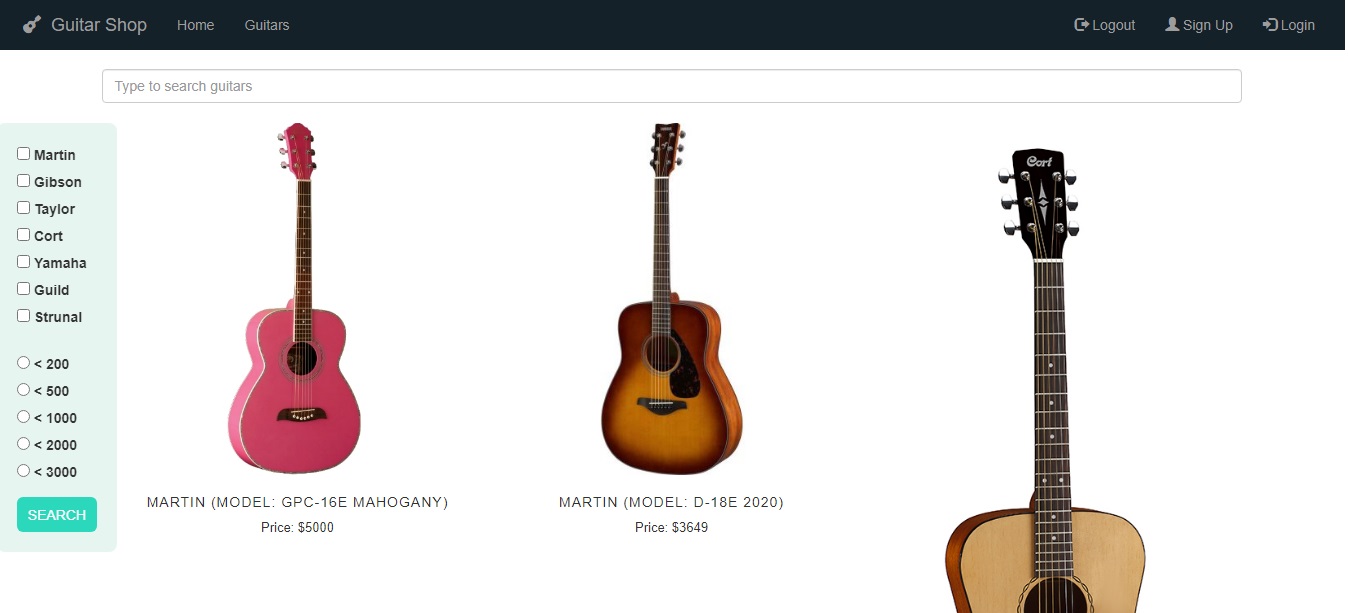 Guitar Shop Home Guitars Logout Sign Up Login
Type to search guitars
Martin
Gibson
Taylor
Cort
Yamaha
Guild
Strunal
< 200
< 500
< 1000
< 2000
< 3000
SEARCH
MARTIN (MODEL: GPC-16E MAHOGANY)
Price: $5000
MARTIN (MODEL: D-18E 2020)
Price: $3649
Cort